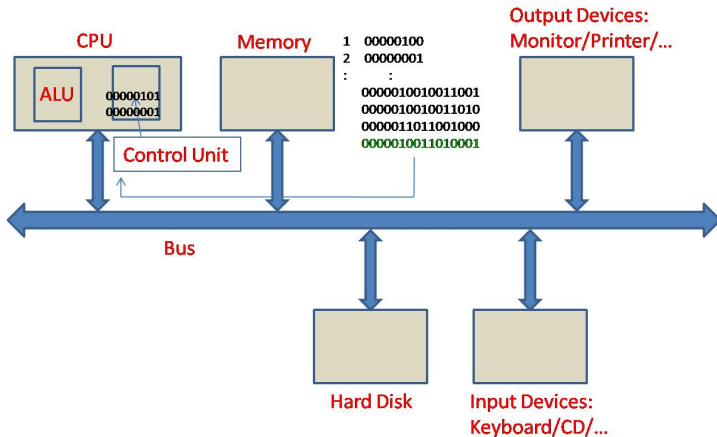 CPU
ALU
00000101
00000001
Control Unit
Memory
1 00000100
2 00000001
: :
0000010010011001
0000010010011010
0000011011001000
0000010011010001
Output Devices:
Monitor/Printer/...
Bus
Hard Disk
Input Devices:
Keyboard/CD/...